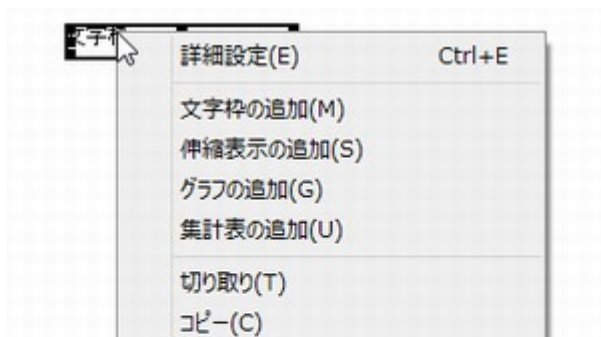 文字枠
詳細設定(E) Ctrl+E
文字枠の追加(M)
伸縮表示の追加(S)
グラフの追加(G)
集計表の追加(U)
切り取り(T)
コピー(C)